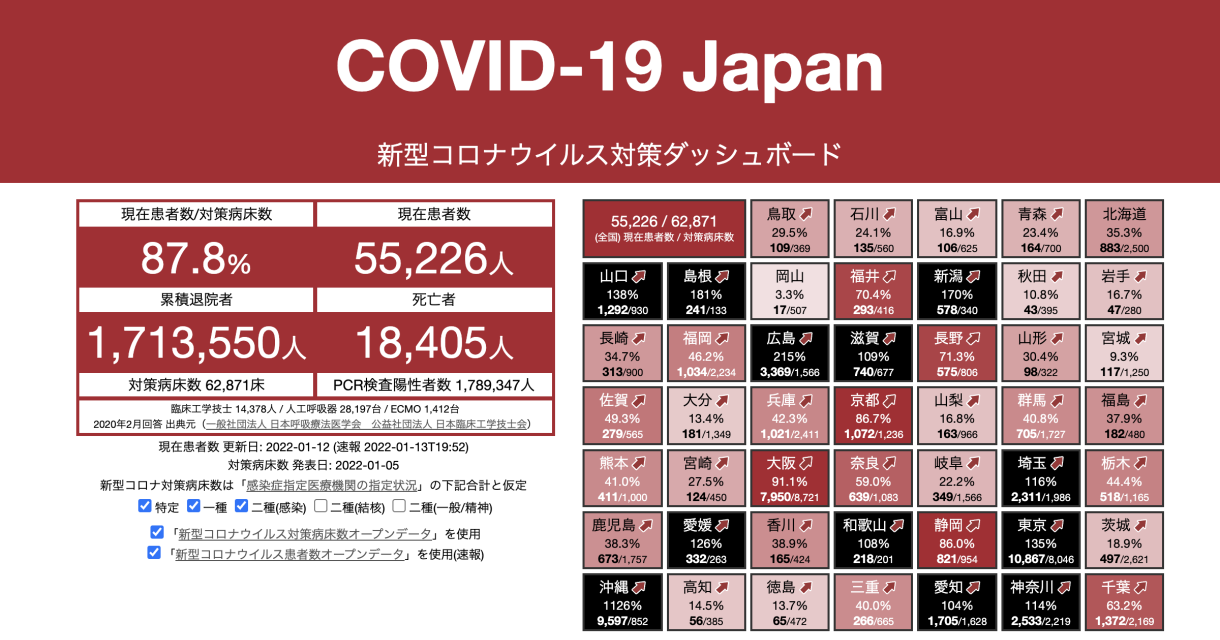 COVID-19 Japan
新型コロナウイルス対策ダッシュボード
現在患者数/対策病床数
現在患者数
87.8%
55,226人
累積退院者
死亡者
1,713,550人
18,405人
対策病床数 62,871床
PCR検査陽性者数 1,789,347人
臨床工学技士 14,378人 / 人工呼吸器 28,197台 / ECMO 1,412台
2020年2月回答 出典元（一般社団法人 日本呼吸療法医学会　公益社団法人 日本臨床工学技士会）
現在患者数 更新日: 2022-01-12 (速報 2022-01-13T19:52)
対策病床数 発表日: 2022-01-05
新型コロナ対策病床数は「感染症指定医療機関の指定状況」の下記合計と仮定
特定 一種 二種(感染) 二種(結核) 二種(一般/精神)
「新型コロナウイルス対策病床数オープンデータ」を使用
「新型コロナウイルス患者数オープンデータ」を使用(速報)
55,226 / 62,871
(全国) 現在患者数 / 対策病床数
鳥取
29.5%
109/369
石川
24.1%
135/560
富山
16.9%
106/625
青森
23.4%
164/700
北海道
35.3%
883/2,500
山口
138%
1,292/930
島根
181%
241/133
岡山
3.3%
17/507
福井
70.4%
293/416
新潟
170%
578/340
秋田
10.8%
43/395
岩手
16.7%
47/280
長崎
34.7%
313/900
福岡
46.2%
1,034/2,234
広島
215%
3,369/1,566
滋賀
109%
740/677
長野
71.3%
575/806
山形
30.4%
98/322
宮城
9.3%
117/1,250
佐賀
49.3%
279/565
大分
13.4%
181/1,349
兵庫
42.3%
1,021/2,411
京都
86.7%
1,072/1,236
山梨
16.8%
163/966
群馬
40.8%
705/1,727
福島
37.9%
182/480
熊本
41.0%
411/1,000
宮崎
27.5%
124/450
大阪
91.1%
7,950/8,721
奈良
59.0%
639/1,083
岐阜
22.2%
349/1,566
埼玉
116%
2,311/1,986
栃木
44.4%
518/1,165
鹿児島
38.3%
673/1,757
愛媛
126%
332/263
香川
38.9%
165/424
和歌山
108%
218/201
静岡
86.0%
821/954
東京
135%
10,867/8,046
茨城
18.9%
497/2,621
沖縄
1126%
9,597/852
高知
14.5%
56/385
徳島
13.7%
65/472
三重
40.0%
266/665
愛知
104%
1,705/1,628
神奈川
114%
2,533/2,219
千葉
63.2%
1,372/2,169